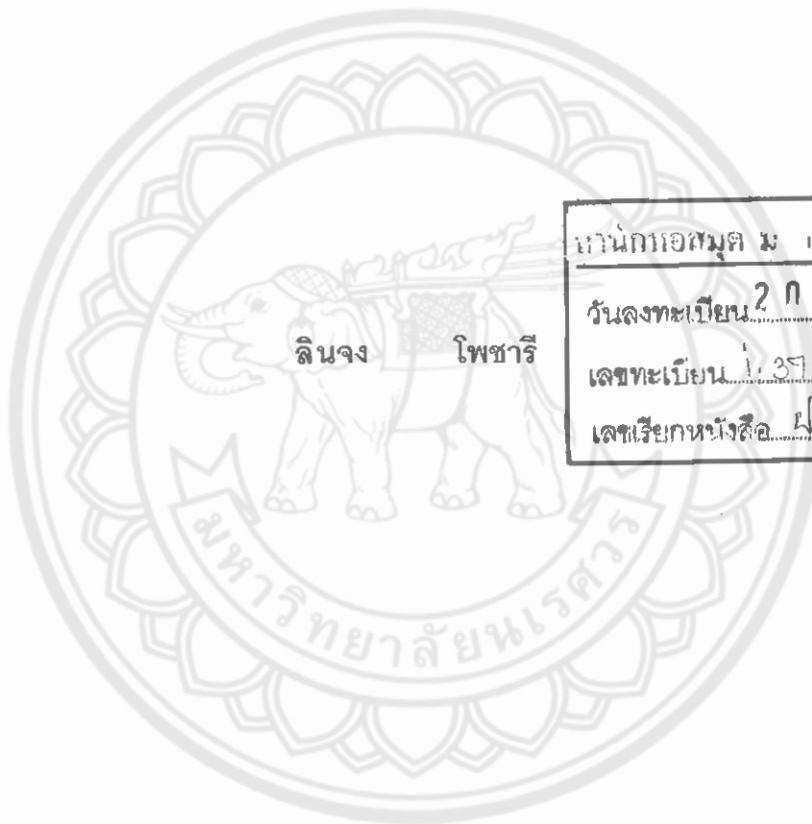 ลินจง โพชารี
สำนักหอสมุด ม
วันลงทะเบียน 2 ก
เลขทะเบียน
เลขเรียกหนังสือ
มหาวิทยาลัยนเรศวร